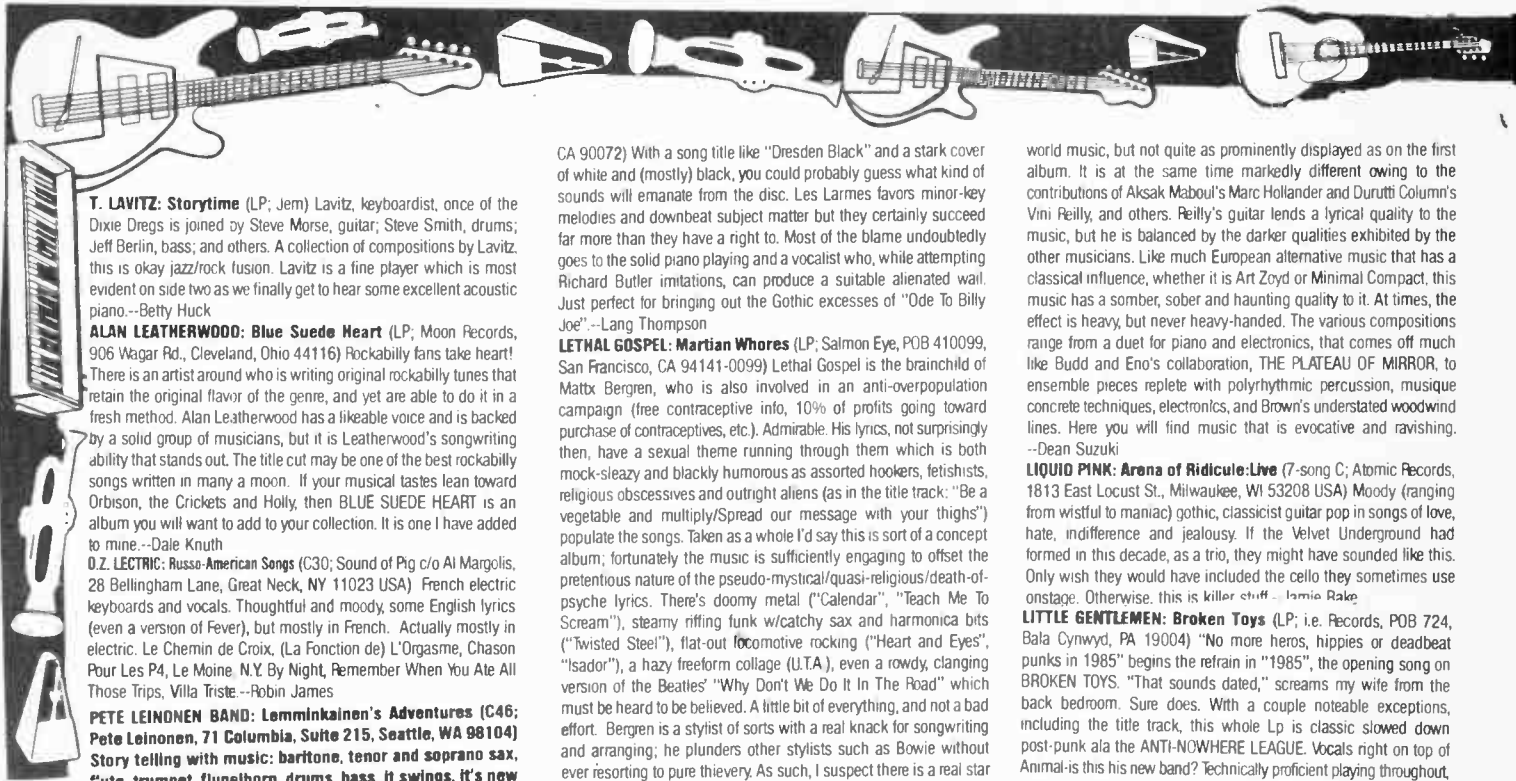 T. LAVITZ: Storytime (LP; Jem) Lavitz, keyboardist, once of the
Dixie Dregs is joined by Steve Morse, guitar; Steve Smith, drums;
Jeff Berlin, bass; and others. A collection of compositions by Lavitz.
this is okay jazz/rock fusion. Lavitz is a fine player which is most
evident on side two as we finally get to hear some excellent acoustic
piano.--Betty Huck
ALAN LEATHERWOOD: Blue Suede Heart (LP; Moon Records,
906 Wagar Rd., Cleveland, Ohio 44116) Rockabilly fans take heart!
There is an artist around who is writing original rockabilly tunes that
retain the original flavor of the genre, and yet are able to do it in a
fresh method. Alan Leatherwood has a likeable voice and is backed
by a solid group of musicians, but it is Leatherwood's songwriting
ability that stands out. The title cut may be one of the best rockabilly
songs written in many a moon. If your musical tastes lean toward
Orbison, the Crickets and Holly, then BLUE SUEDE HEART is an
album you will want to add to your collection. It is one I have added
to mine.--Dale Knuth
D.Z. LECTRIC: Russo-American Songs (C30; Sound of Pig c/o Al Margolis,
28 Bellingham Lane, Great Neck, NY 11023 USA) French electric
keyboards and vocals. Thoughtful and moody, some English lyrics
(even a version of Fever), but mostly in French. Actually mostly in
electric. Le Chemin de Croix, (La Fonction de) L'Orgasme, Chason
Pour Les P4, Le Moine, N.Y. By Night, Remember When You Ate All
Those Trips, Villa Triste.--Robin James
PETE LEINONEN BAND: Lemminkainen's Adventures (C46;
Pete Leinonen, 71 Columbia, Suite 215, Seattle, WA 98104)
Story telling with music: baritone, tenor and soprano sax,
flute, trumpet, flugelhorn, drums, bass, it swings, it's new
CA 90072) With a song title like "Dresden Black" and a stark cover
of white and (mostly) black, you could probably guess what kind of
sounds will emanate from the disc. Les Larmes favors minor-key
melodies and downbeat subject matter but they certainly succeed
far more than they have a right to. Most of the blame undoubtedly
goes to the solid piano playing and a vocalist who, while attempting
Richard Butler imitations, can produce a suitable alienated wail.
Just perfect for bringing out the Gothic excesses of "Ode To Billy
Joe".--Lang Thompson
LETHAL GOSPEL: Martian Whores (LP; Salmon Eye, POB 410099,
San Francisco, CA 94141-0099) Lethal Gospel is the brainchild of
Mattx Bergren, who is also involved in an anti-overpopulation
campaign (free contraceptive info, 10% of profits going toward
purchase of contraceptives, etc.). Admirable. His lyrics, not surprisingly
then, have a sexual theme running through them which is both
mock-sleazy and blackly humorous as assorted hookers, fetishists,
religious obscessives and outright aliens (as in the title track: "Be a
vegetable and multiply/Spread our message with your thighs")
populate the songs. Taken as a whole I'd say this is sort of a concept
album; fortunately the music is sufficiently engaging to offset the
pretentious nature of the pseudo-mystical/quasi-religious/death-of-
psyche lyrics. There's doomy metal ("Calendar", "Teach Me To
Scream"), steamy riffing funk w/catchy sax and harmonica bits
("Twisted Steel"), flat-out locomotive rocking ("Heart and Eyes",
"Isador"), a hazy freeform collage (U.T.A.), even a rowdy, clanging
version of the Beatles' "Why Don't We Do It In The Road" which
must be heard to be believed. A little bit of everything, and not a bad
effort. Bergren is a stylist of sorts with a real knack for songwriting
and arranging; he plunders other stylists such as Bowie without
ever resorting to pure thievery. As such, I suspect there is a real star
world music, but not quite as prominently displayed as on the first
album. It is at the same time markedly different owing to the
contributions of Aksak Maboul's Marc Hollander and Durutti Column's
Vini Reilly, and others. Reilly's guitar lends a lyrical quality to the
music, but he is balanced by the darker qualities exhibited by the
other musicians. Like much European alternative music that has a
classical influence, whether it is Art Zoyd or Minimal Compact, this
music has a somber, sober and haunting quality to it. At times, the
effect is heavy, but never heavy-handed. The various compositions
range from a duet for piano and electronics, that comes off much
like Budd and Eno's collaboration, THE PLATEAU OF MIRROR, to
ensemble pieces replete with polyrhythmic percussion, musique
concrete techniques, electronics, and Brown's understated woodwind
lines. Here you will find music that is evocative and ravishing.
--Dean Suzuki
LIQUID PINK: Arena of Ridicule:Live (7-song C; Atomic Records,
1813 East Locust St., Milwaukee, WI 53208 USA) Moody (ranging
from wistful to maniac) gothic, classicist guitar pop in songs of love,
hate, indifference and jealousy. If the Velvet Underground had
formed in this decade, as a trio, they might have sounded like this.
Only wish they would have included the cello they sometimes use
onstage. Otherwise, this is killer stuff.--Jamie Rake
LITTLE GENTLEMEN: Broken Toys (LP; i.e. Records, POB 724,
Bala Cynwyd, PA 19004) "No more heros, hippies or deadbeat
punks in 1985" begins the refrain in "1985", the opening song on
BROKEN TOYS. "That sounds dated," screams my wife from the
back bedroom. Sure does. With a couple noteable exceptions,
including the title track, this whole Lp is classic slowed down
post-punk ala the ANTI-NOWHERE LEAGUE. Vocals right on top of
Animal-is this his new band? Technically proficient playing throughout,